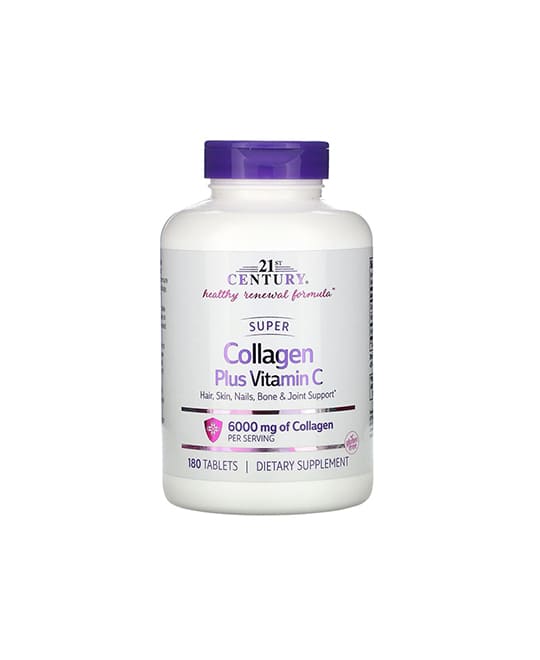 21ST
CENTURY®
healthy renewal formula™
SUPER
Collagen
Plus Vitamin C
Hair, Skin, Nails, Bone & Joint Support*
6000 mg of Collagen
PER SERVING
180 TABLETS | DIETARY SUPPLEMENT